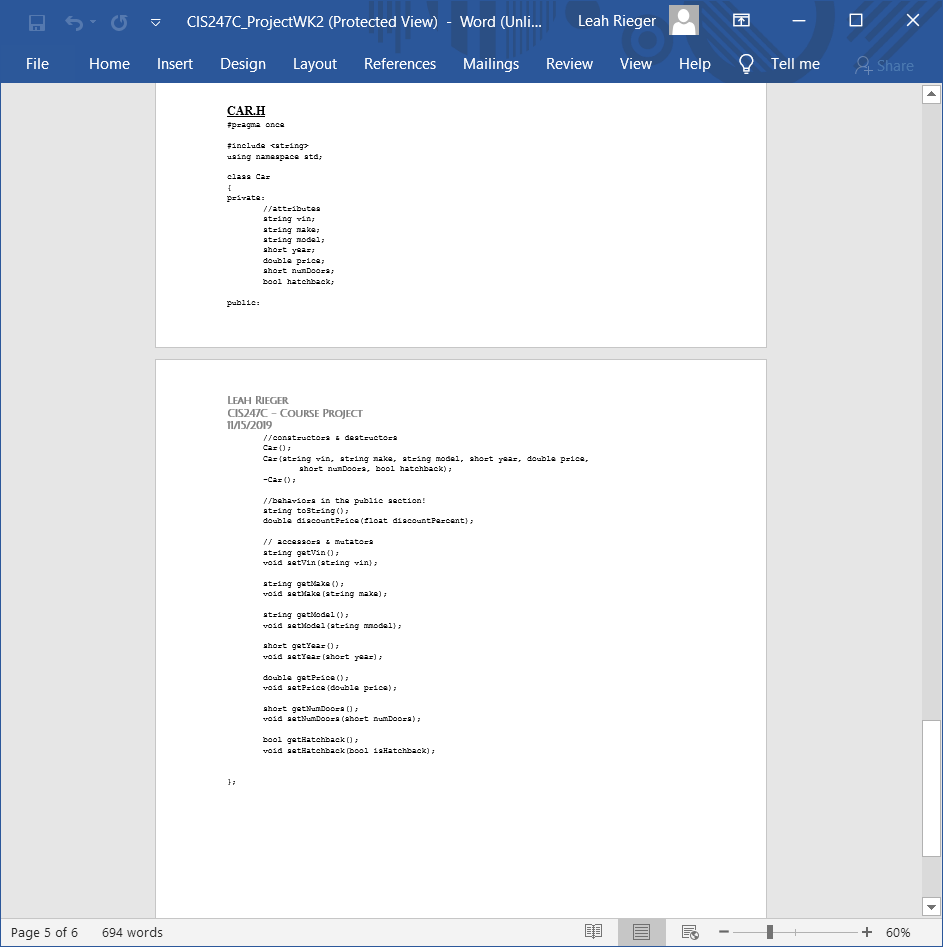 CIS247C_ProjectWK2 (Protected View) - Word (Unli...
Leah Rieger
File Home Insert Design Layout References Mailings Review View Help Tell me Share
CAR.H
#pragma once
#include <string>
using namespace std;
class Car
{
private:
//attributes
string vin;
string make;
string model;
short year;
double price;
short numDoors;
bool hatchback;
public:
Leah Rieger
CIS247C – Course Project
11/15/2019
//constructors & destructors
Car();
Car(string vin, string make, string model, short year, double price,
short numDoors, bool hatchback);
~Car();
//behaviors in the public section!
string toString();
double discountPrice(float discountPercent);
// accessors & mutators
string getVin();
void setVin(string vin);
string getMake();
void setMake(string make);
string getModel();
void setModel(string mmodel);
short getYear();
void setYear(short year);
double getPrice();
void setPrice(double price);
short getNumDoors();
void setNumDoors(short numDoors);
bool getHatchback();
void setHatchback(bool isHatchback);
};
Page 5 of 6 694 words 60%